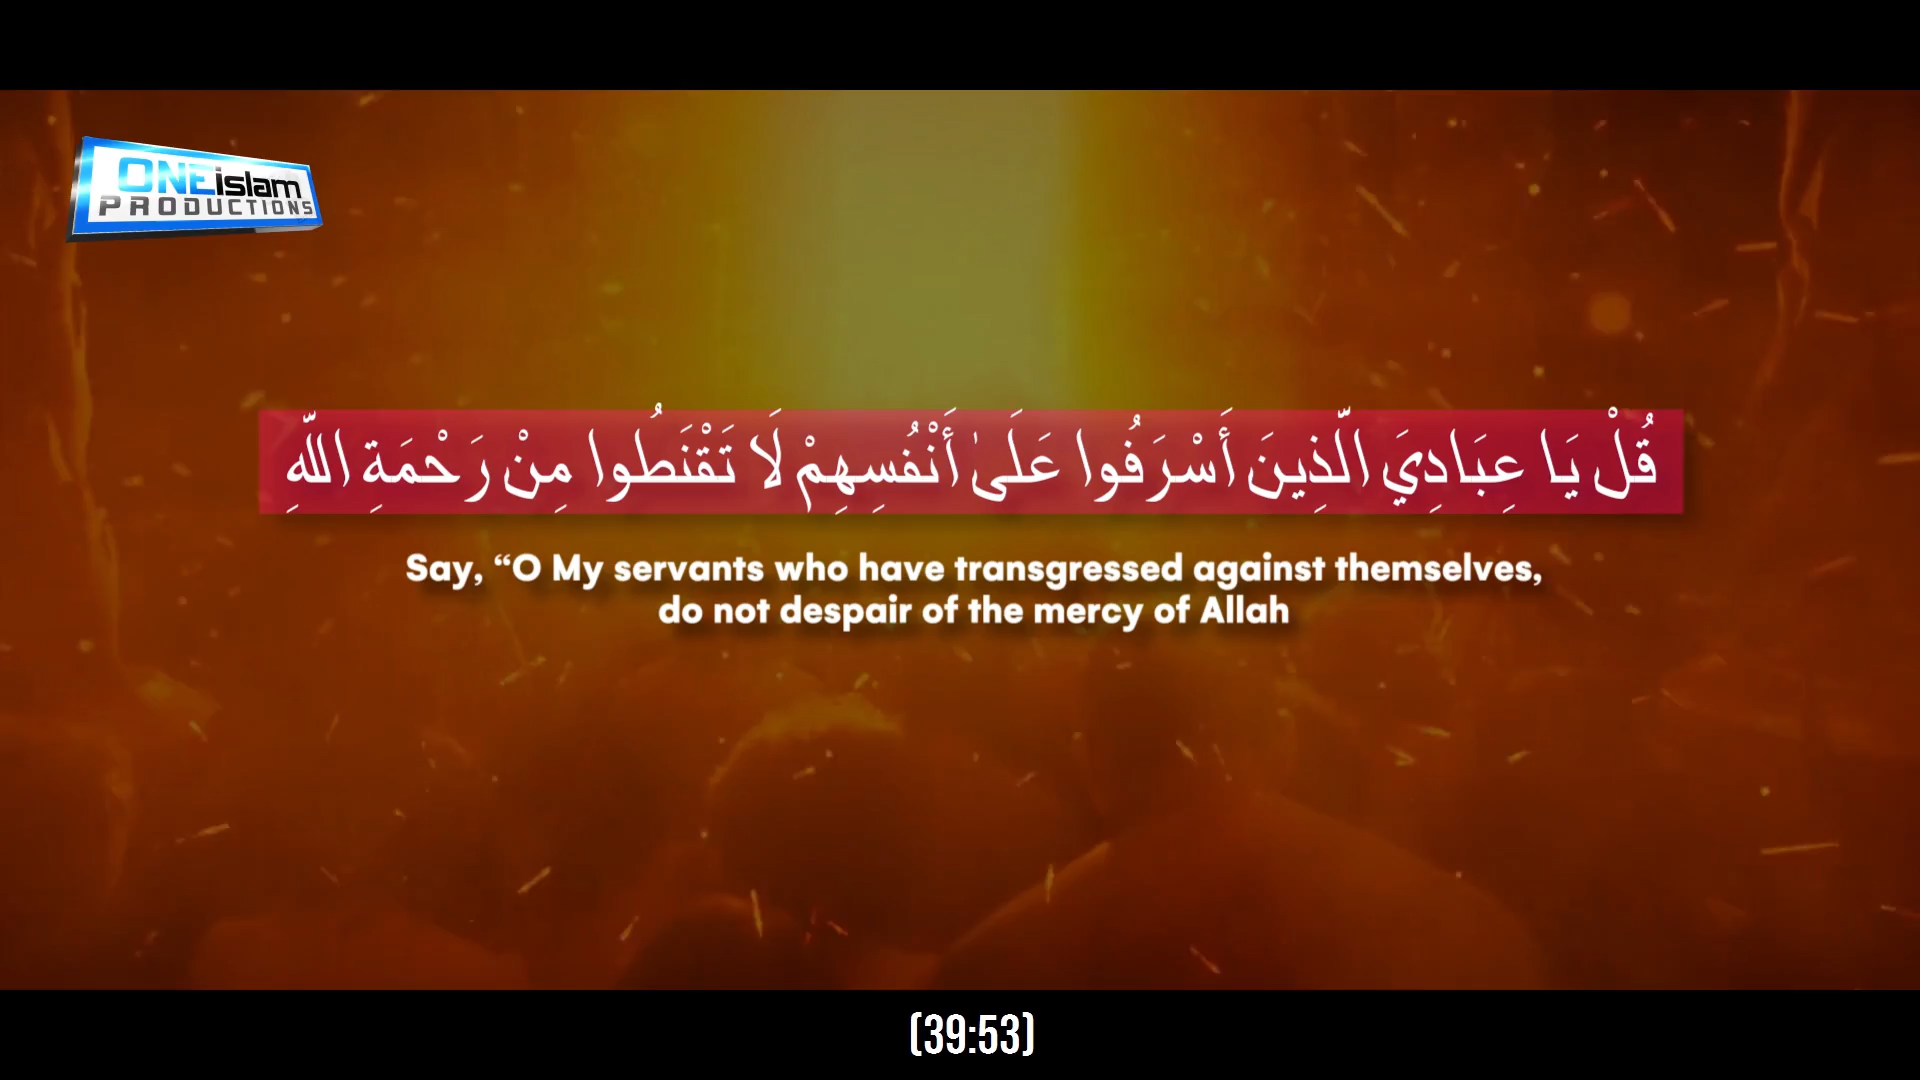 ONEislam
PRODUCTIONS
قُلْ يَا عِبَادِيَ الَّذِينَ أَسْرَفُوا عَلَىٰ أَنْفُسِهِمْ لَا تَقْنَطُوا مِنْ رَحْمَةِ اللَّهِ
Say, “O My servants who have transgressed against themselves,
do not despair of the mercy of Allah
(39:53)